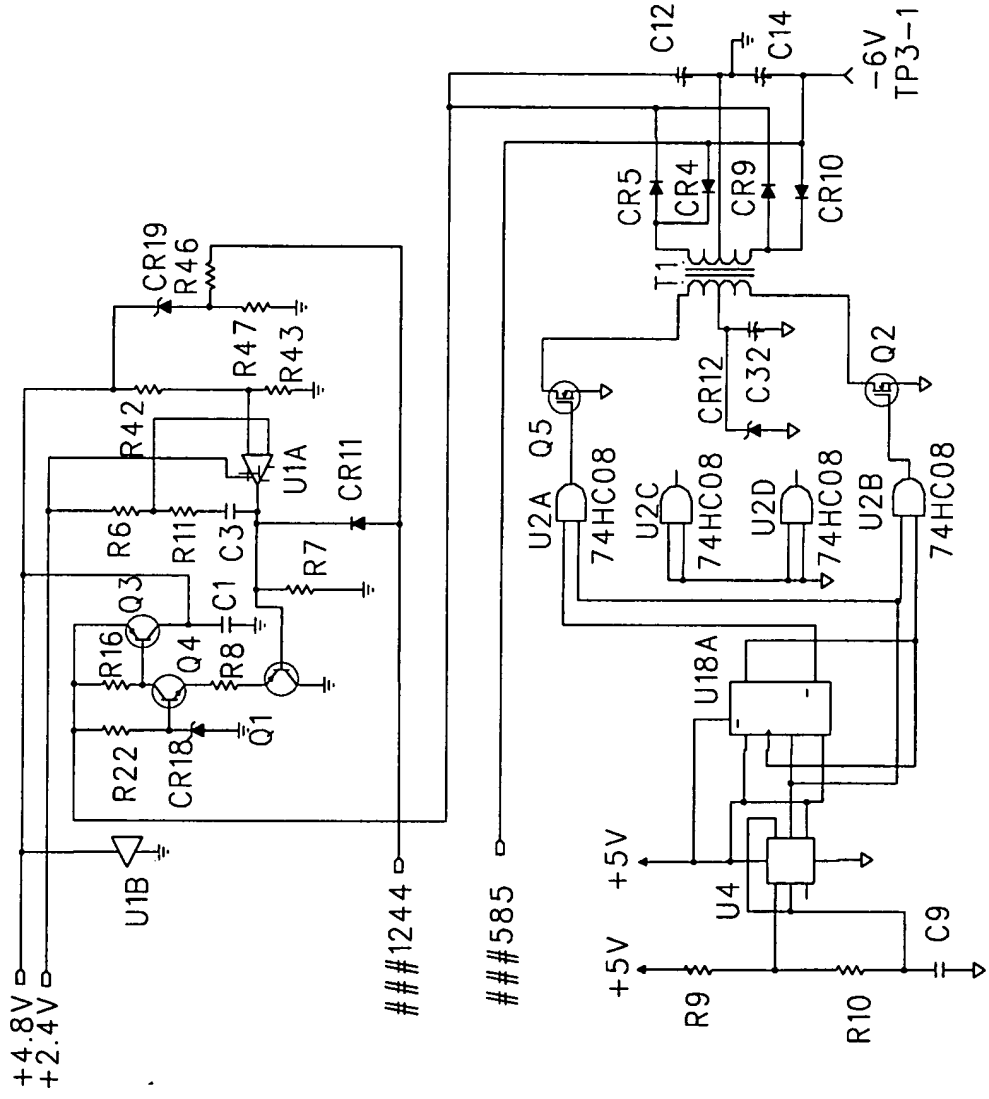 +4.8V
+2.4V
U1B
R22
CR18
Q1
R16
Q4
R8
Q3
C1
R6
R11
C3
R7
R42
U1A
CR11
CR19
R46
R47
R43
###1244
###585
C12
C14
-6V
TP3-1
CR5
CR4
CR9
CR10
T1
Q5
CR12
C32
Q2
U2A
74HC08
U2C
74HC08
U2D
74HC08
U2B
74HC08
U18A
+5V
U4
+5V
R9
R10
C9